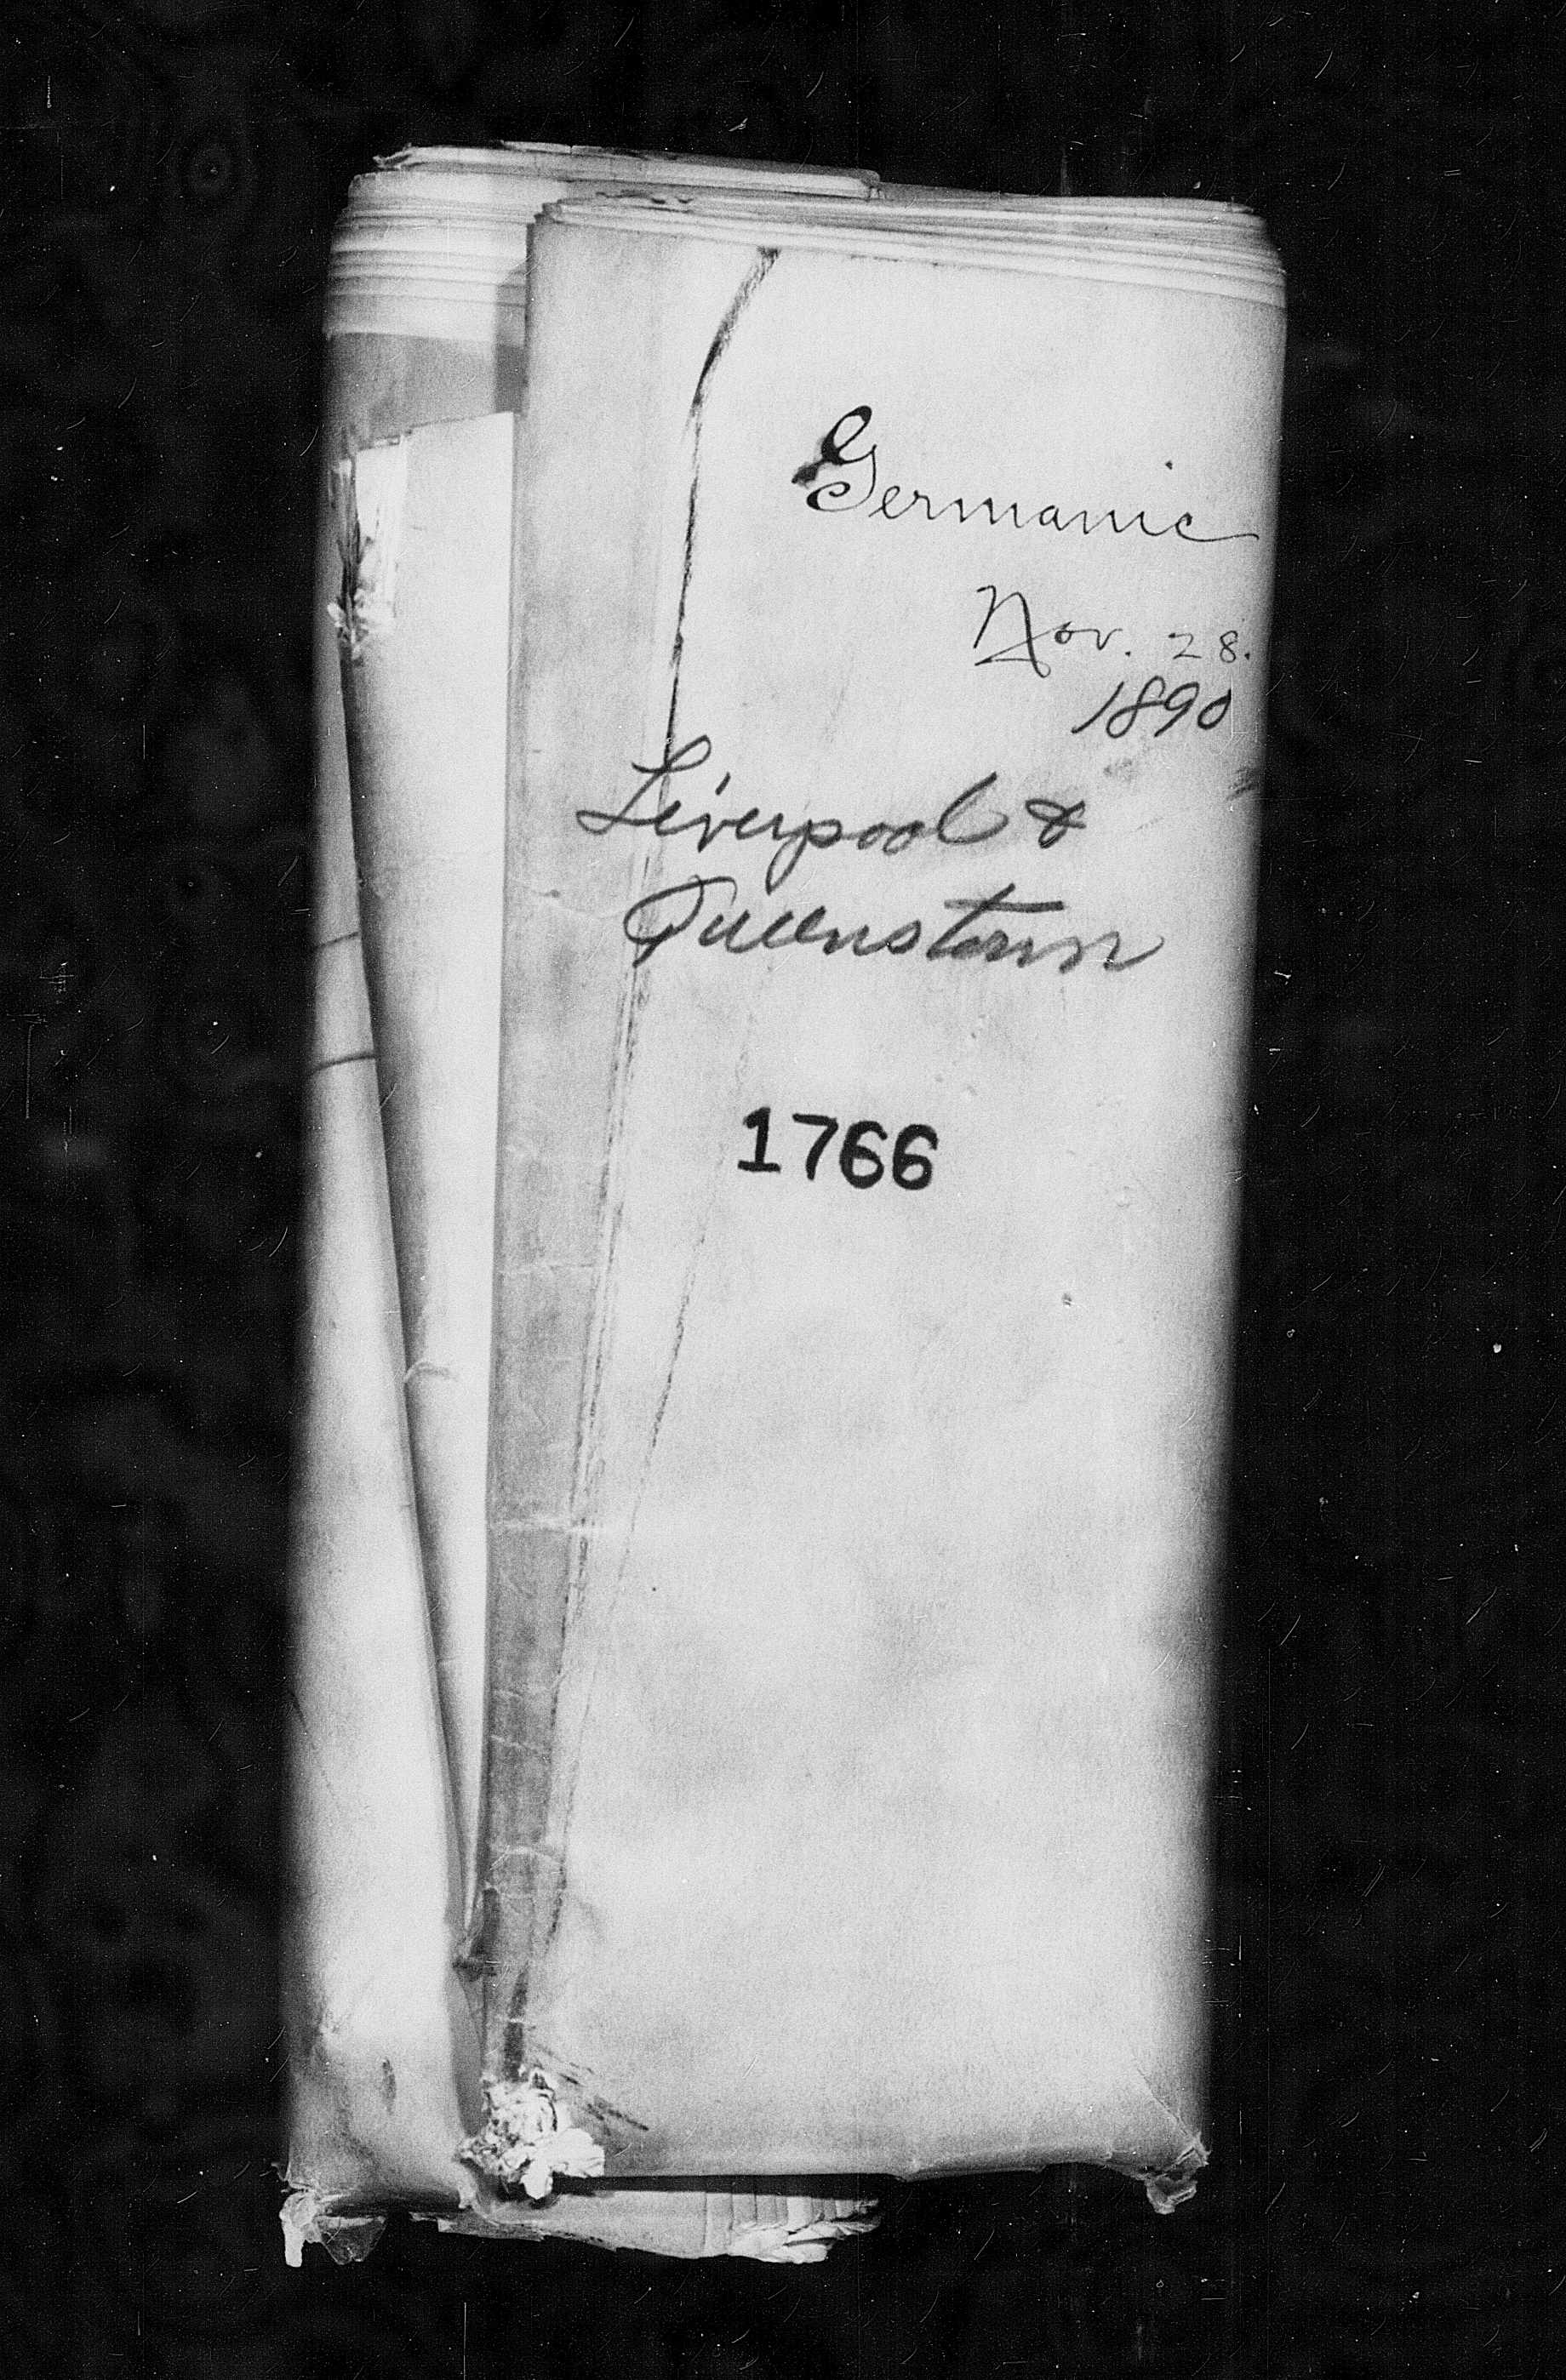 Germanic
Nov. 28.
1890
Liverpool &
Queenstown
1766